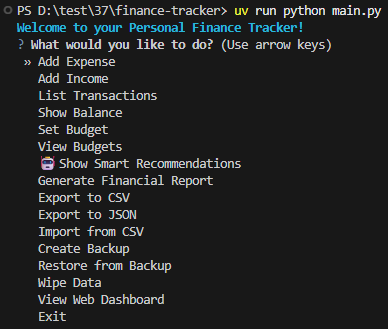 PS D:\test\37\finance-tracker> uv run python main.py
Welcome to your Personal Finance Tracker!
? What would you like to do? (Use arrow keys)
» Add Expense
Add Income
List Transactions
Show Balance
Set Budget
View Budgets
🤖 Show Smart Recommendations
Generate Financial Report
Export to CSV
Export to JSON
Import from CSV
Create Backup
Restore from Backup
Wipe Data
View Web Dashboard
Exit